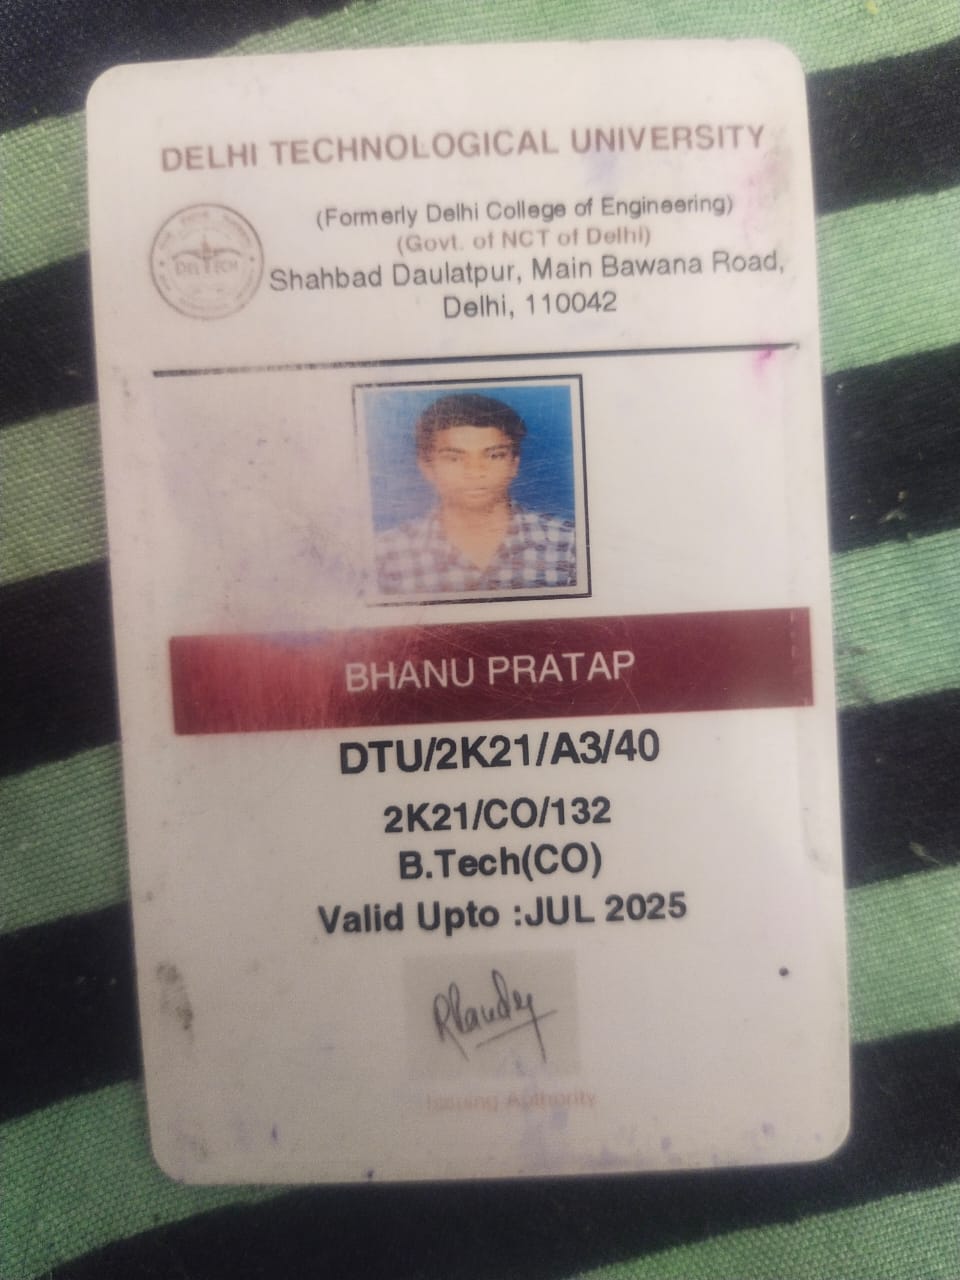 DELHI TECHNOLOGICAL UNIVERSITY
(Formerly Delhi College of Engineering)
(Govt. of NCT of Delhi)
DELTECH
Shahbad Daulatpur, Main Bawana Road,
Delhi, 110042
BHANU PRATAP
DTU/2K21/A3/40
2K21/CO/132
B.Tech(CO)
Valid Upto :JUL 2025
Issuing Authority